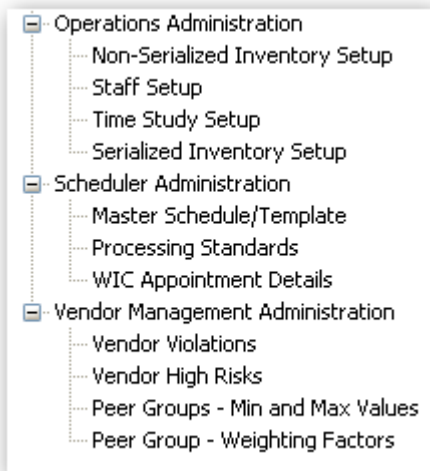 Operations Administration
Non-Serialized Inventory Setup
Staff Setup
Time Study Setup
Serialized Inventory Setup
Scheduler Administration
Master Schedule/Template
Processing Standards
WIC Appointment Details
Vendor Management Administration
Vendor Violations
Vendor High Risks
Peer Groups - Min and Max Values
Peer Group - Weighting Factors